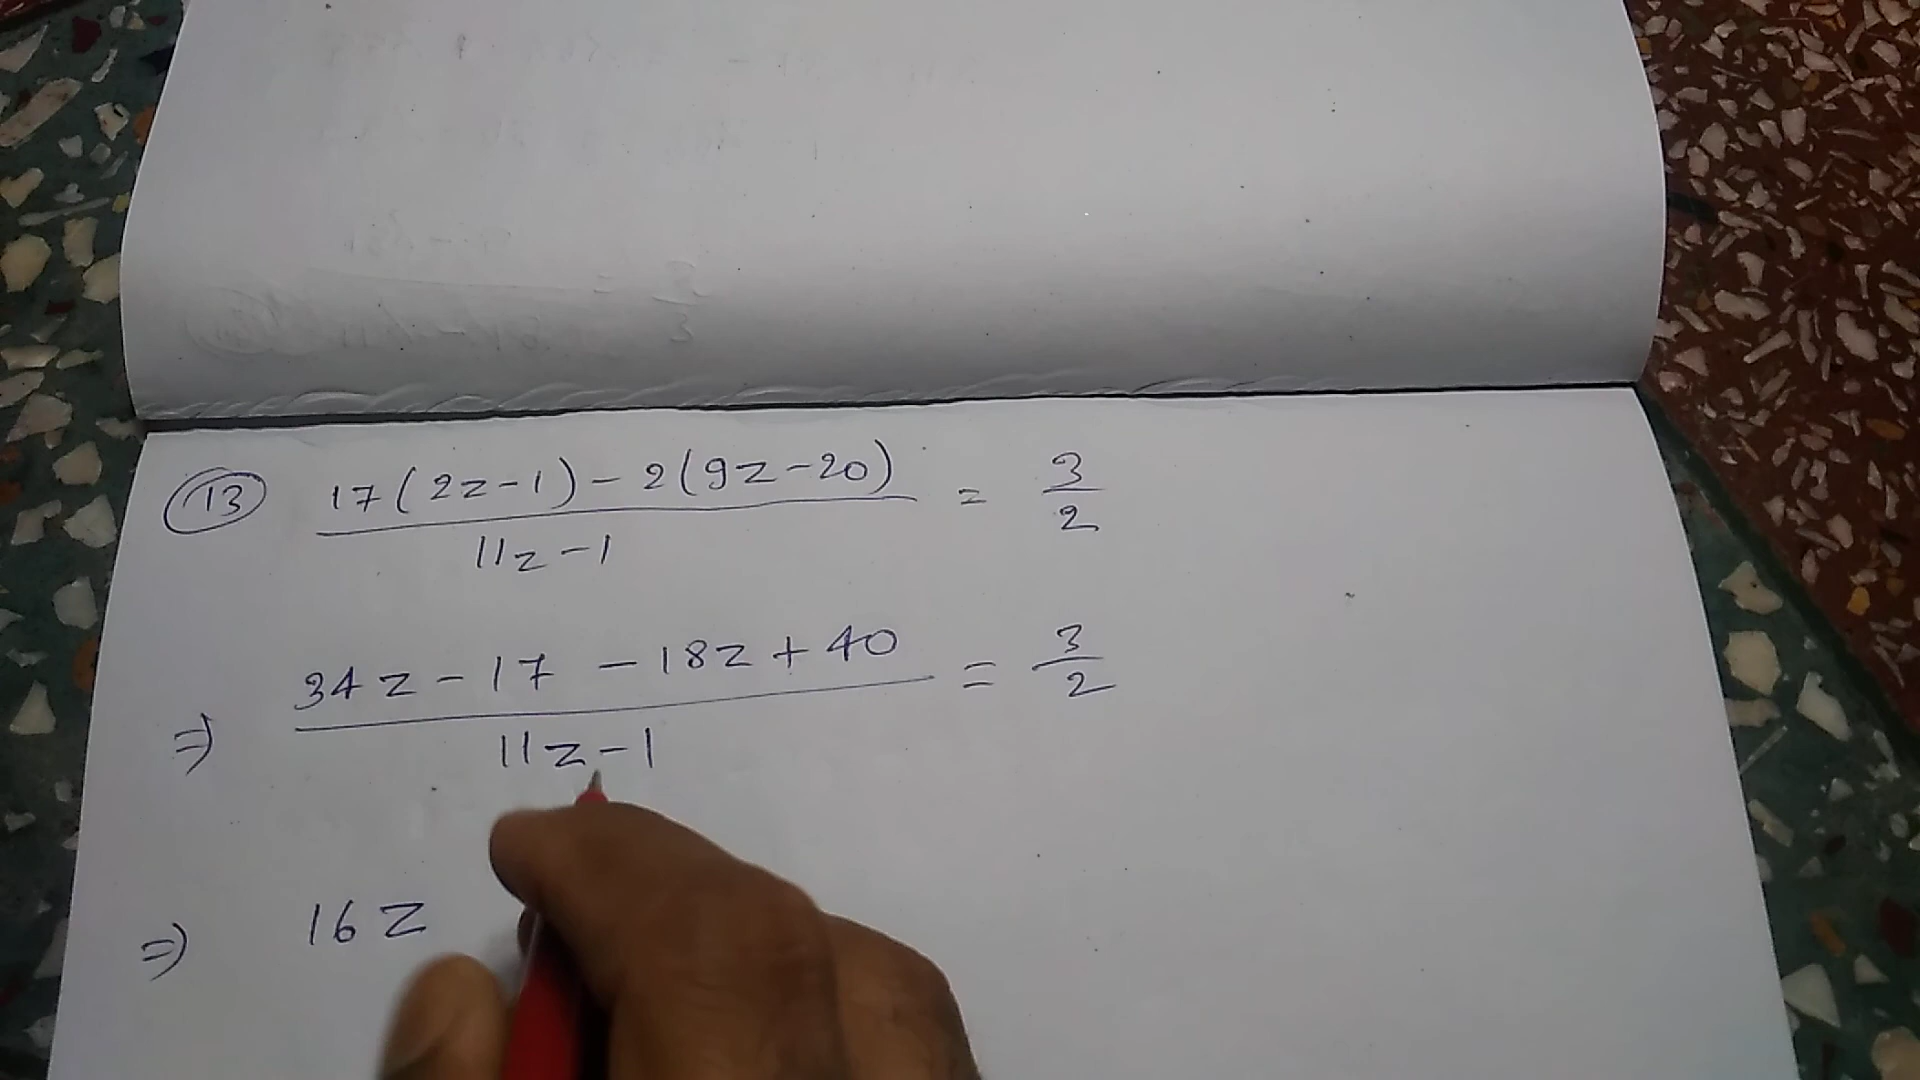 13 17(2z-1)-2(9z-20) / 11z-1 = 3/2
=> 34z-17-18z+40 / 11z-1 = 3/2
=> 16z